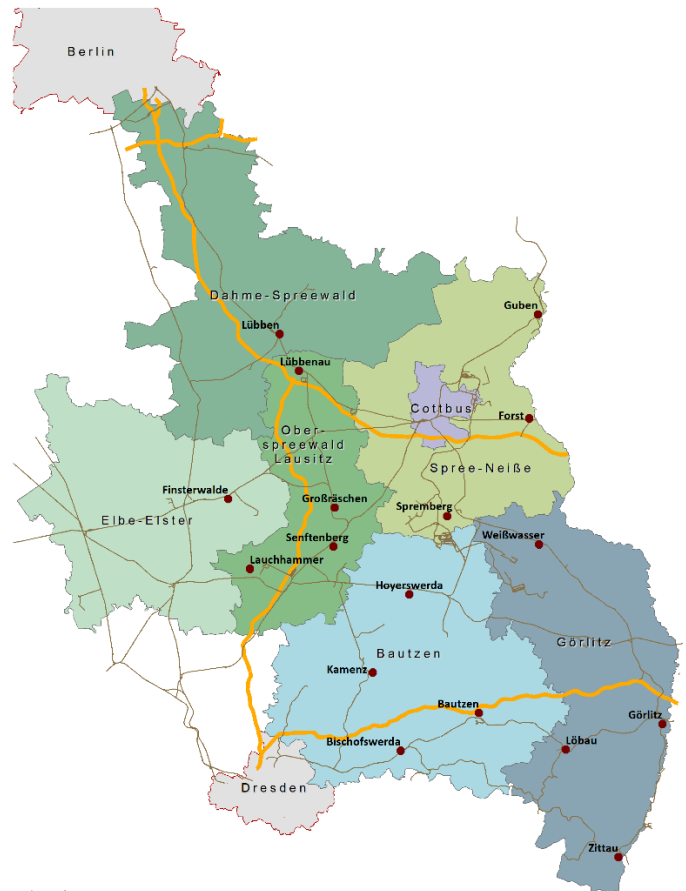 Berlin
Dahme-Spreewald
Guben
Lübben
Lübbenau
Cottbus
Forst
Ober-
spreewald
Lausitz
Spree-Neiße
Finsterwalde
Großräschen
Elbe-Elster
Spremberg
Senftenberg
Weißwasser
Lauchhammer
Hoyerswerda
Görlitz
Bautzen
Kamenz
Bautzen
Görlitz
Bischofswerda
Löbau
Dresden
Zittau